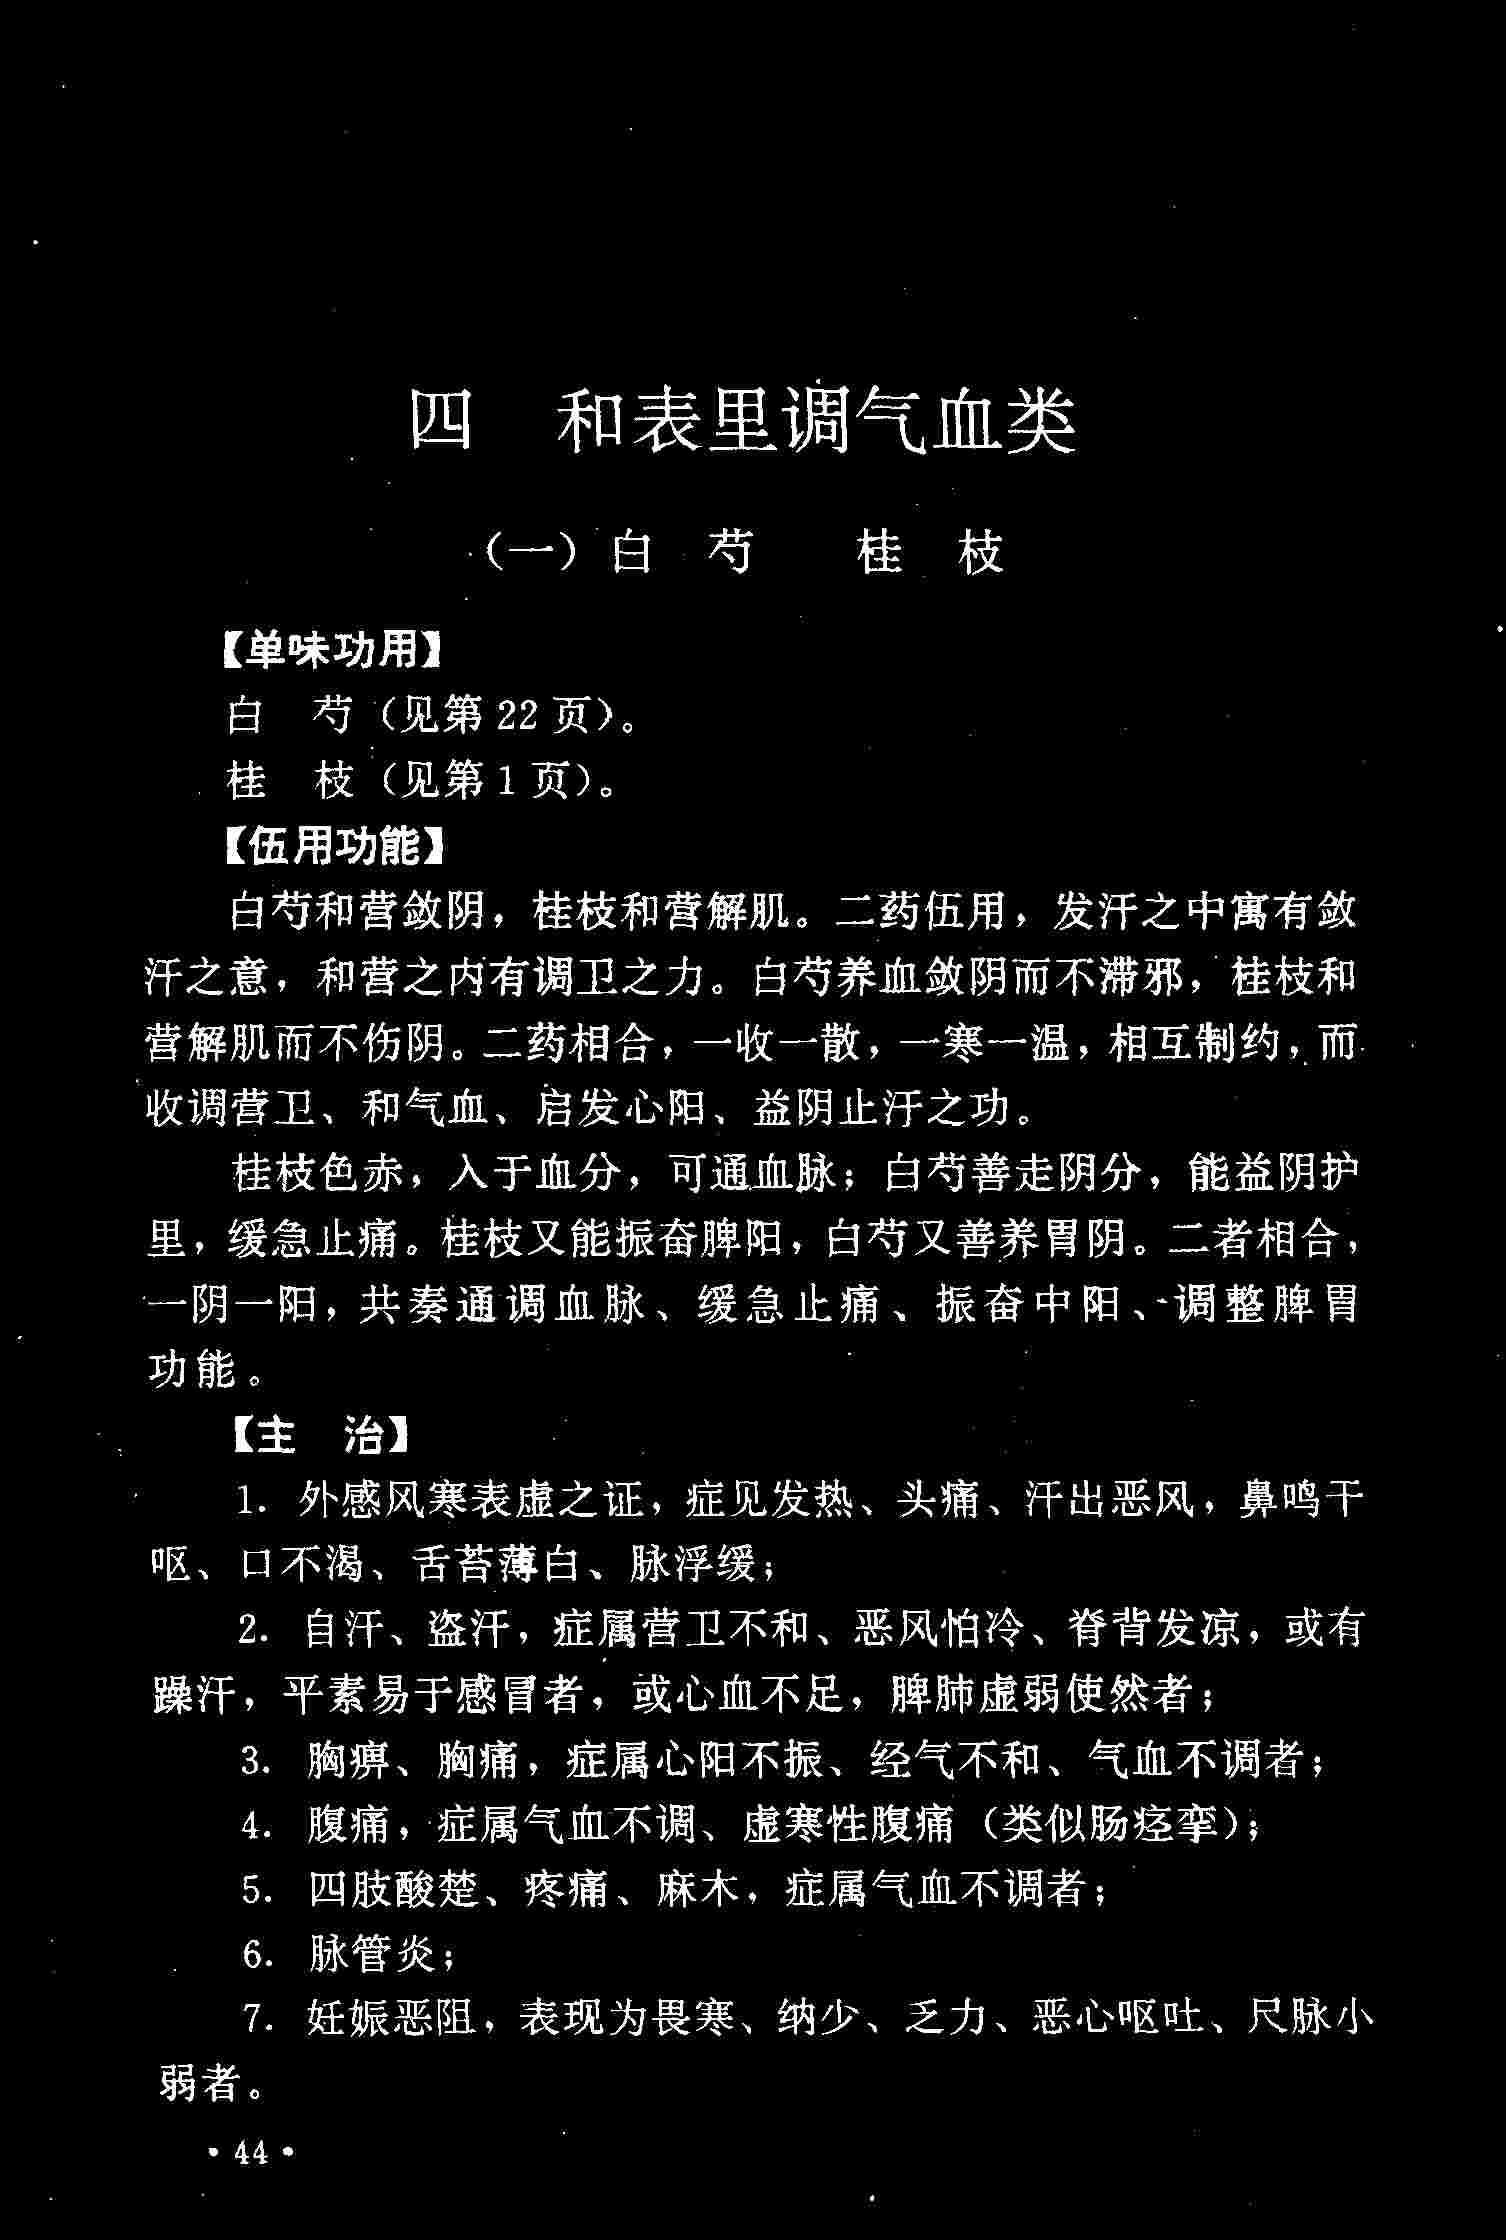 四　和表里调气血类
（一）白　芍　　桂　枝
【单味功用】
白　芍（见第 22 页）。
桂　枝（见第 1 页）。
【伍用功能】
白芍和营敛阴，桂枝和营解肌。二药伍用，发汗之中寓有敛
汗之意，和营之内有调卫之力。白芍养血敛阴而不滞邪，桂枝和
营解肌而不伤阴。二药相合，一收一散，一寒一温，相互制约，而
收调营卫、和气血、启发心阳、益阴止汗之功。
桂枝色赤，入于血分，可通血脉；白芍善走阴分，能益阴护
里，缓急止痛。桂枝又能振奋脾阳，白芍又善养胃阴。二者相合，
一阴一阳，共奏通调血脉、缓急止痛、振奋中阳、调整脾胃
功能。
【主　治】
1. 外感风寒表虚之证，症见发热、头痛、汗出恶风，鼻鸣干
呕、口不渴、舌苔薄白、脉浮缓；
2. 自汗、盗汗，症属营卫不和、恶风怕冷、脊背发凉，或有
躁汗，平素易于感冒者，或心血不足，脾肺虚弱使然者；
3. 胸痹、胸痛，症属心阳不振、经气不和、气血不调者；
4. 腹痛，症属气血不调、虚寒性腹痛（类似肠痉挛）；
5. 四肢酸楚、疼痛、麻木，症属气血不调者；
6. 脉管炎；
7. 妊娠恶阻，表现为畏寒、纳少、乏力、恶心呕吐、尺脉小
弱者。
· 44 ·